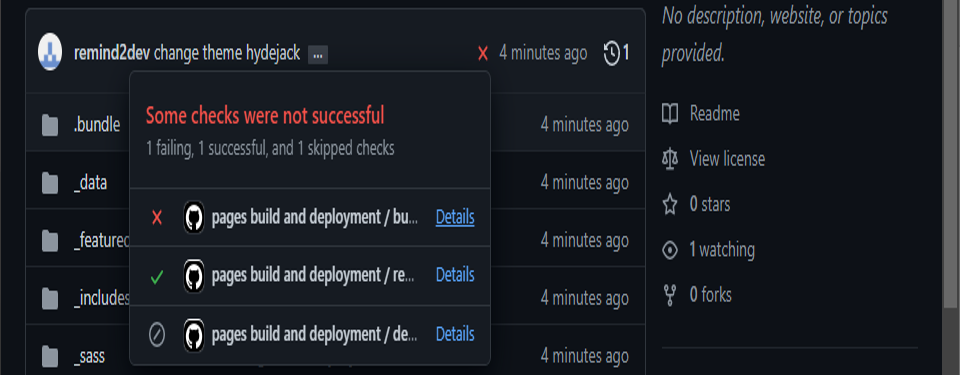 remind2dev change theme hydejack ... 4 minutes ago 1
Some checks were not successful
1 failing, 1 successful, and 1 skipped checks
pages build and deployment / bu... Details
pages build and deployment / re... Details
pages build and deployment / de... Details
.bundle 4 minutes ago
_data 4 minutes ago
_featured 4 minutes ago
_includes 4 minutes ago
_sass 4 minutes ago
No description, website, or topics
provided.
Readme
View license
0 stars
1 watching
0 forks